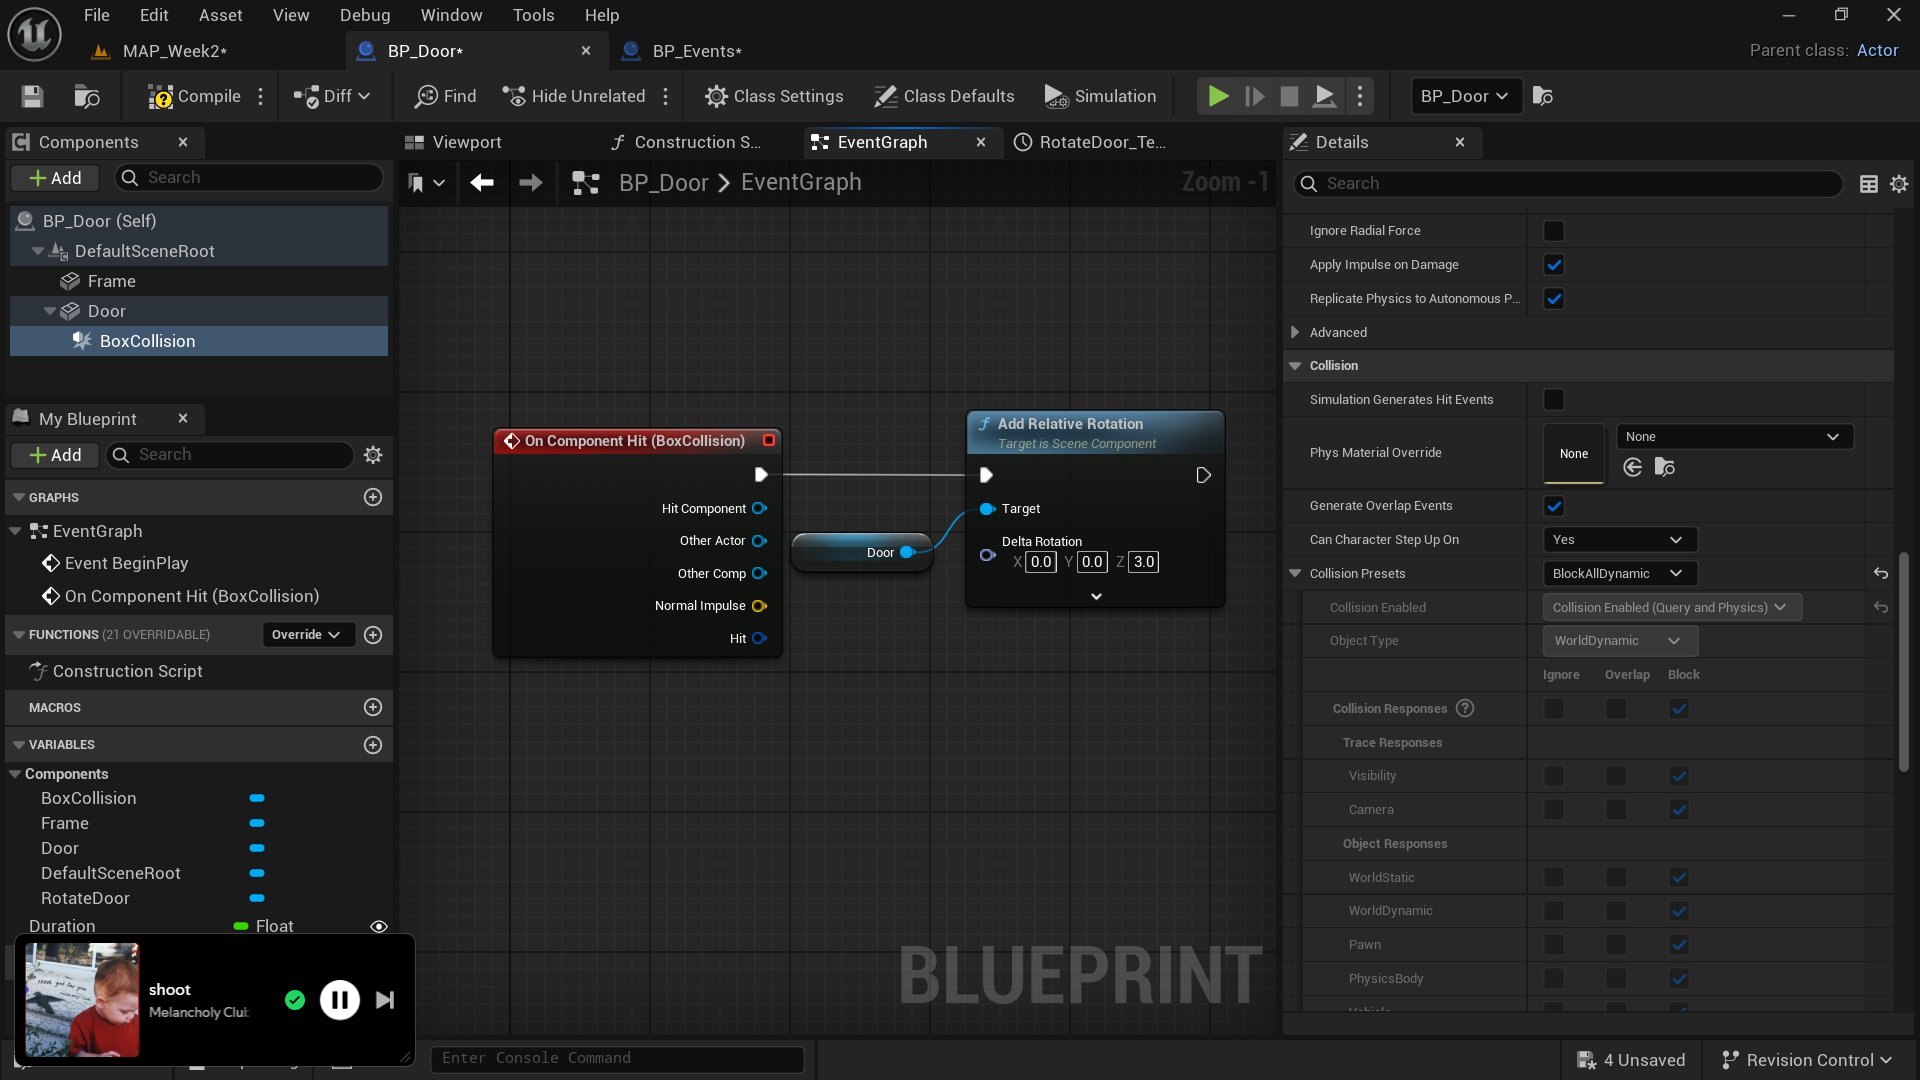 File Edit Asset View Debug Window Tools Help
MAP_Week2*
BP_Door*
BP_Events*
Parent class: Actor
Compile
Diff
Find
Hide Unrelated
Class Settings
Class Defaults
Simulation
BP_Door
Components
Add
Search
BP_Door (Self)
DefaultSceneRoot
Frame
Door
BoxCollision
My Blueprint
Add
Search
GRAPHS
EventGraph
Event BeginPlay
On Component Hit (BoxCollision)
FUNCTIONS (21 OVERRIDABLE)
Override
Construction Script
MACROS
VARIABLES
Components
BoxCollision
Frame
Door
DefaultSceneRoot
RotateDoor
Duration
Float
shoot
Melancholy Club
Viewport
Construction S...
EventGraph
RotateDoor_Te...
BP_Door > EventGraph
Zoom -1
On Component Hit (BoxCollision)
Hit Component
Other Actor
Other Comp
Normal Impulse
Hit
Door
Add Relative Rotation
Target is Scene Component
Target
Delta Rotation
X 0.0 Y 0.0 Z 3.0
BLUEPRINT
Enter Console Command
Details
Search
Ignore Radial Force
Apply Impulse on Damage
Replicate Physics to Autonomous P...
Advanced
Collision
Simulation Generates Hit Events
Phys Material Override
None
None
Generate Overlap Events
Can Character Step Up On
Yes
Collision Presets
BlockAllDynamic
Collision Enabled
Collision Enabled (Query and Physics)
Object Type
WorldDynamic
Ignore Overlap Block
Collision Responses
Trace Responses
Visibility
Camera
Object Responses
WorldStatic
WorldDynamic
Pawn
PhysicsBody
4 Unsaved
Revision Control